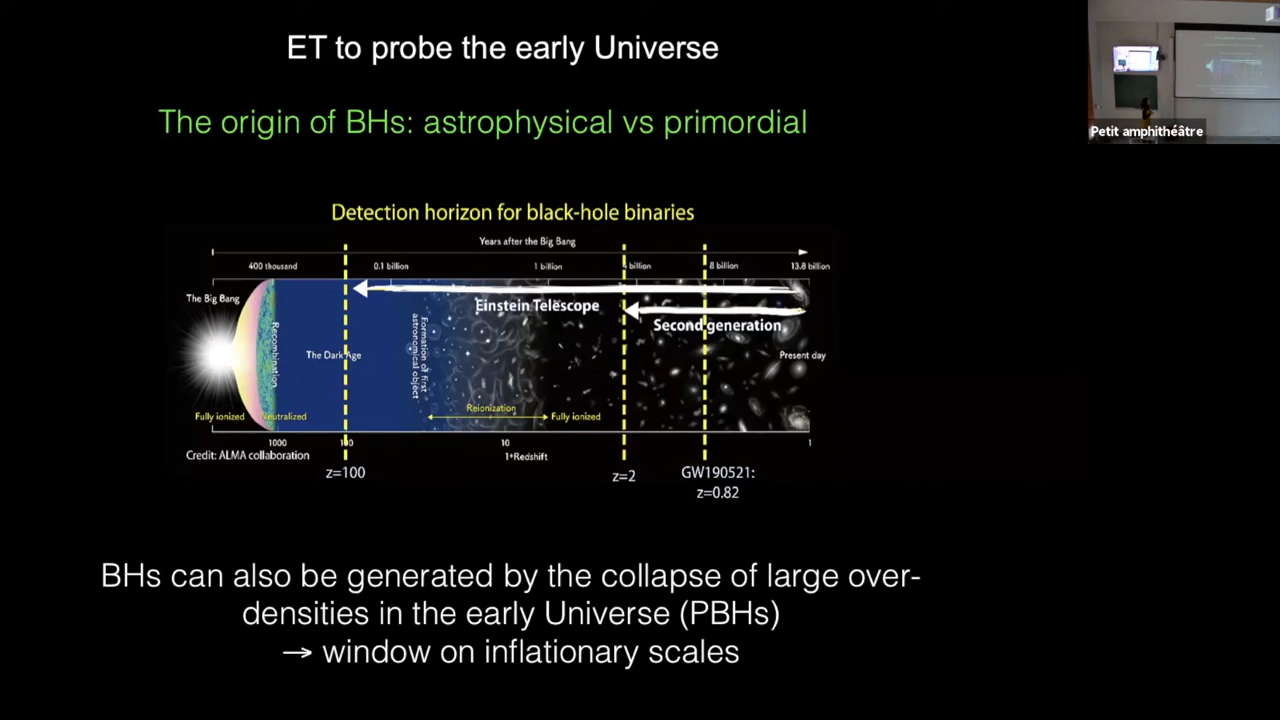 ET to probe the early Universe
Petit amphithéâtre
The origin of BHs: astrophysical vs primordial
Detection horizon for black-hole binaries
Years after the Big Bang
400 thousand 0.1 billion 1 billion billion 8 billion 13.8 billion
The Big Bang
Einstein Telescope
Second generation
Recombination
Formation of first
astronomical object
The Dark Age
Present day
Reionization
Fully ionized Neutralized Fully ionized
1000 100 10 1
Credit: ALMA collaboration
1+Redshift
z=100
z=2
GW190521:
z=0.82
BHs can also be generated by the collapse of large over-
densities in the early Universe (PBHs)
→ window on inflationary scales